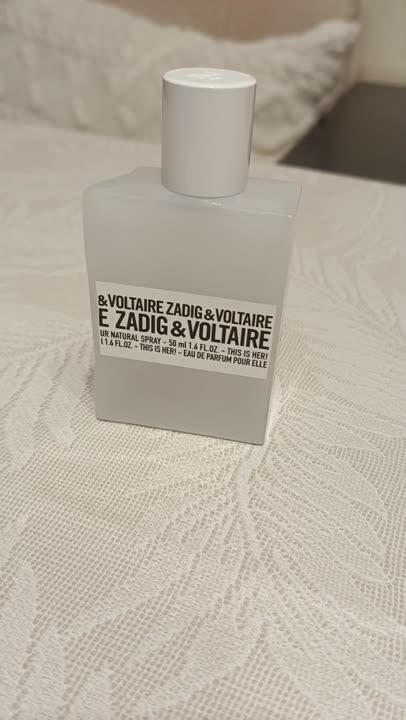 &VOLTAIRE ZADIG&VOLTAIRE
E ZADIG&VOLTAIRE
UR NATURAL SPRAY – 50 ml 1.6 FL.OZ. – THIS IS HER!
l 1.6 FL.OZ. – THIS IS HER! – EAU DE PARFUM POUR ELLE